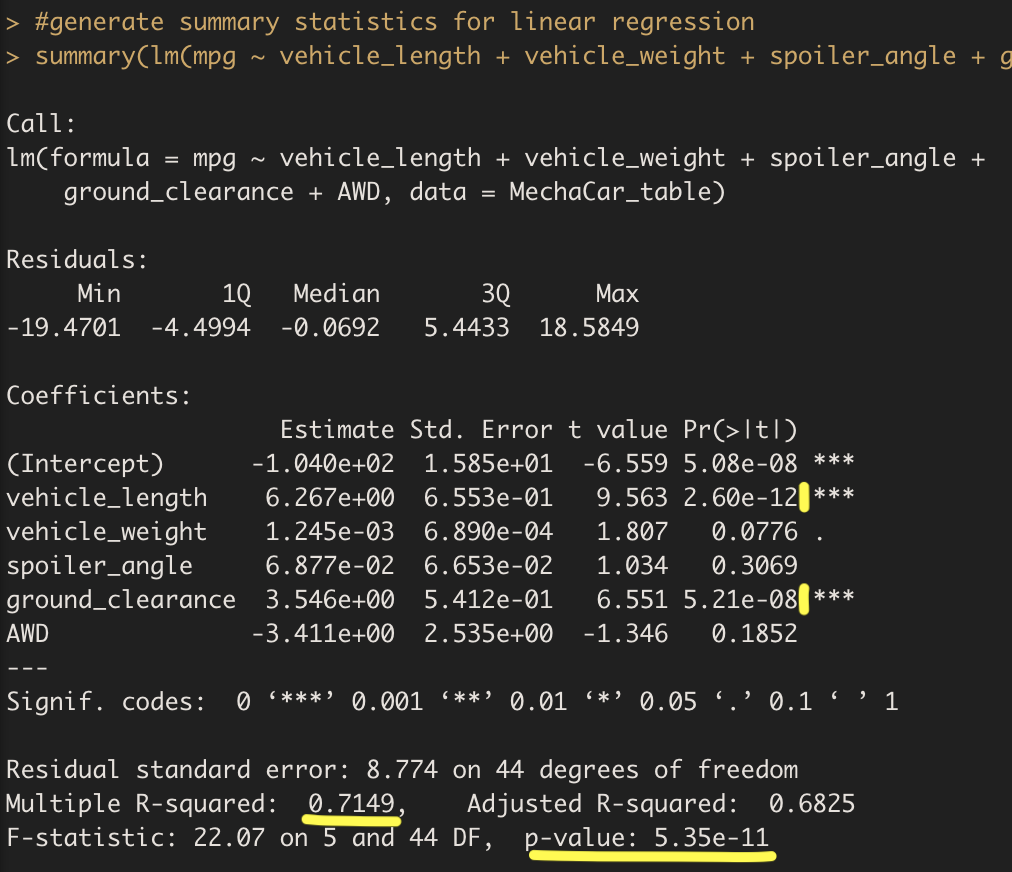 > #generate summary statistics for linear regression
> summary(lm(mpg ~ vehicle_length + vehicle_weight + spoiler_angle + g
Call:
lm(formula = mpg ~ vehicle_length + vehicle_weight + spoiler_angle +
    ground_clearance + AWD, data = MechaCar_table)
Residuals:
     Min       1Q   Median       3Q      Max
-19.4701  -4.4994  -0.0692   5.4433  18.5849
Coefficients:
                   Estimate Std. Error t value Pr(>|t|)
(Intercept)      -1.040e+02  1.585e+01  -6.559 5.08e-08 ***
vehicle_length    6.267e+00  6.553e-01   9.563 2.60e-12 ***
vehicle_weight    1.245e-03  6.890e-04   1.807   0.0776 .
spoiler_angle     6.877e-02  6.653e-02   1.034   0.3069
ground_clearance  3.546e+00  5.412e-01   6.551 5.21e-08 ***
AWD              -3.411e+00  2.535e+00  -1.346   0.1852
---
Signif. codes:  0 ‘***’ 0.001 ‘**’ 0.01 ‘*’ 0.05 ‘.’ 0.1 ‘ ’ 1
Residual standard error: 8.774 on 44 degrees of freedom
Multiple R-squared:  0.7149,    Adjusted R-squared:  0.6825
F-statistic: 22.07 on 5 and 44 DF,  p-value: 5.35e-11